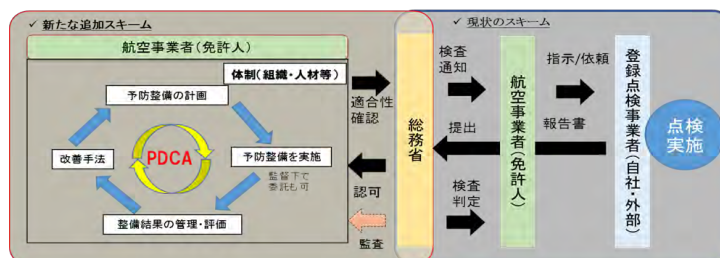 ✓ 新たな追加スキーム
航空事業者(免許人)
体制(組織・人材等)
予防整備の計画
改善手法
PDCA
予防整備を実施
監督下で
委託も可
整備結果の管理・評価
適合性
確認
認可
監査
総務省
✓ 現状のスキーム
検査
通知
提出
検査
判定
航空事業者(免許人)
指示/依頼
報告書
登録点検事業者(自社・外部)
点検
実施